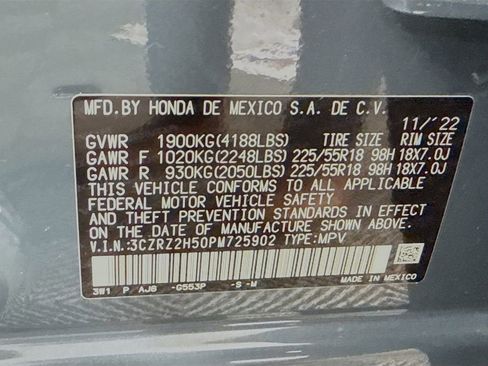 MFD.BY HONDA DE MEXICO S.A. DE C.V.
11/'22
GVWR 1900KG(4188LBS) TIRE SIZE RIM SIZE
GAWR F 1020KG(2248LBS) 225/55R18 98H 18X7.0J
GAWR R 930KG(2050LBS) 225/55R18 98H 18X7.0J
THIS VEHICLE CONFORMS TO ALL APPLICABLE
FEDERAL MOTOR VEHICLE SAFETY
AND THEFT PREVENTION STANDARDS IN EFFECT
ON THE DATE OF MANUFACTURE SHOWN ABOVE.
V.I.N:3CZRZ2H50PM725902 TYPE:MPV
3W1 P AJ6 -G553P -S -M
MADE IN MEXICO